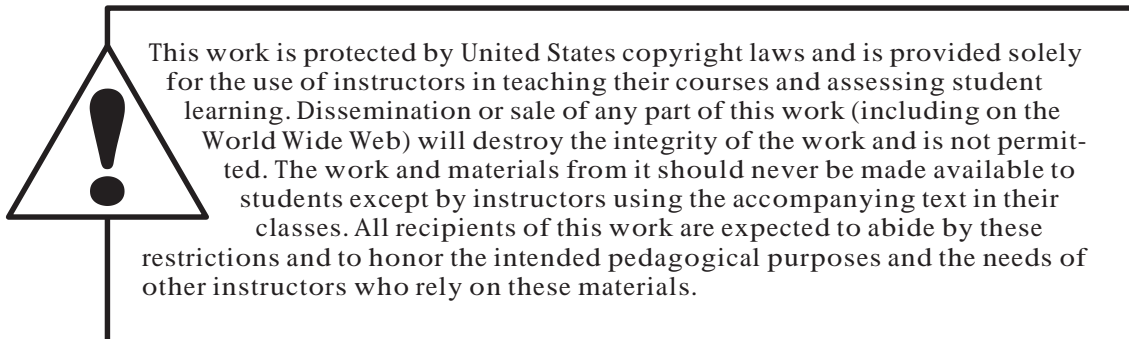 This work is protected by United States copyright laws and is provided solely
for the use of instructors in teaching their courses and assessing student
learning. Dissemination or sale of any part of this work (including on the
World Wide Web) will destroy the integrity of the work and is not permit-
ted. The work and materials from it should never be made available to
students except by instructors using the accompanying text in their
classes. All recipients of this work are expected to abide by these
restrictions and to honor the intended pedagogical purposes and the needs of
other instructors who rely on these materials.